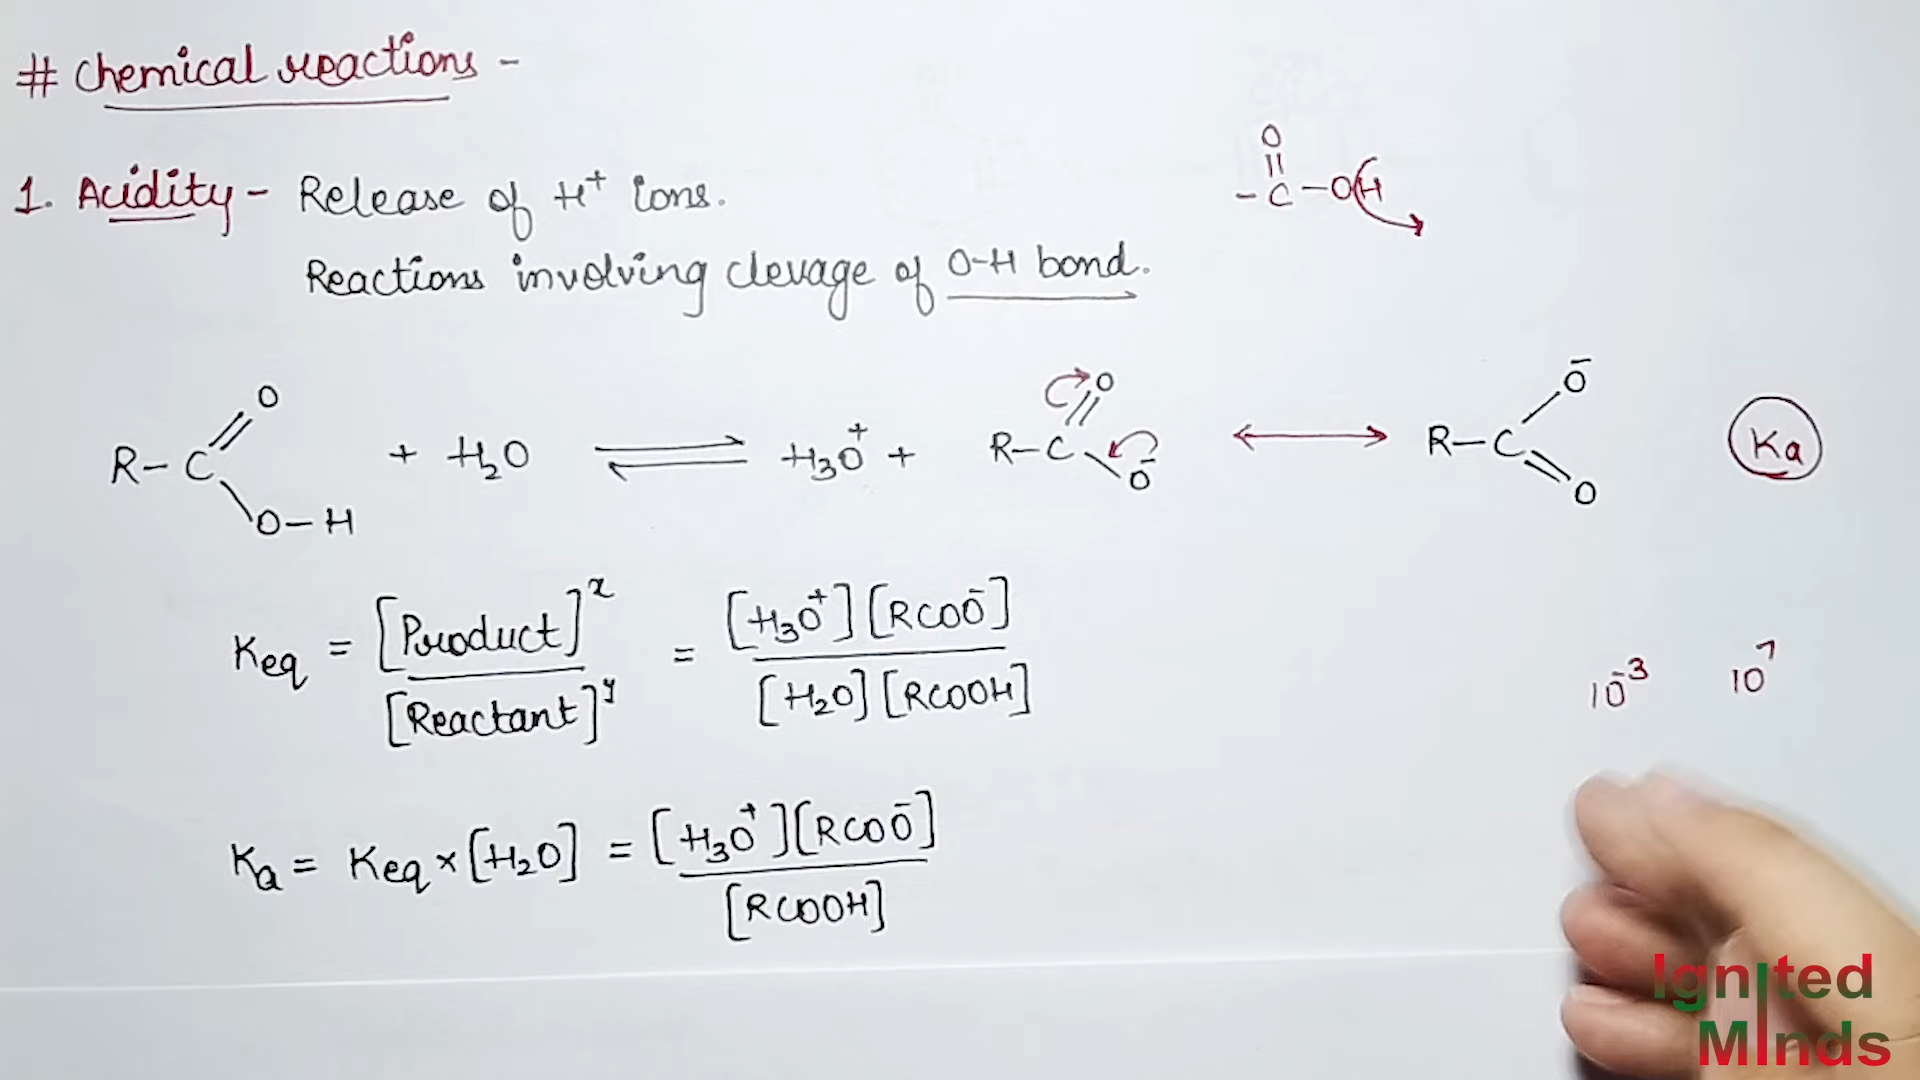 # Chemical reactions -
O
||
- C - OH
1. Acidity - Release of H⁺ ions.
Reactions involving clevage of O-H bond.
O
O
O⁻
R-C + H₂O ⇌ H₃O⁺ + R-C ⟷ R-C Ka
O-H
O⁻
O
Keq = [Product]ˣ / [Reactant]ʸ = [H₃O⁺][RCOO⁻] / [H₂O][RCOOH]
10⁻³ 10⁷
Ka = Keq × [H₂O] = [H₃O⁺][RCOO⁻] / [RCOOH]
Ignited
Minds